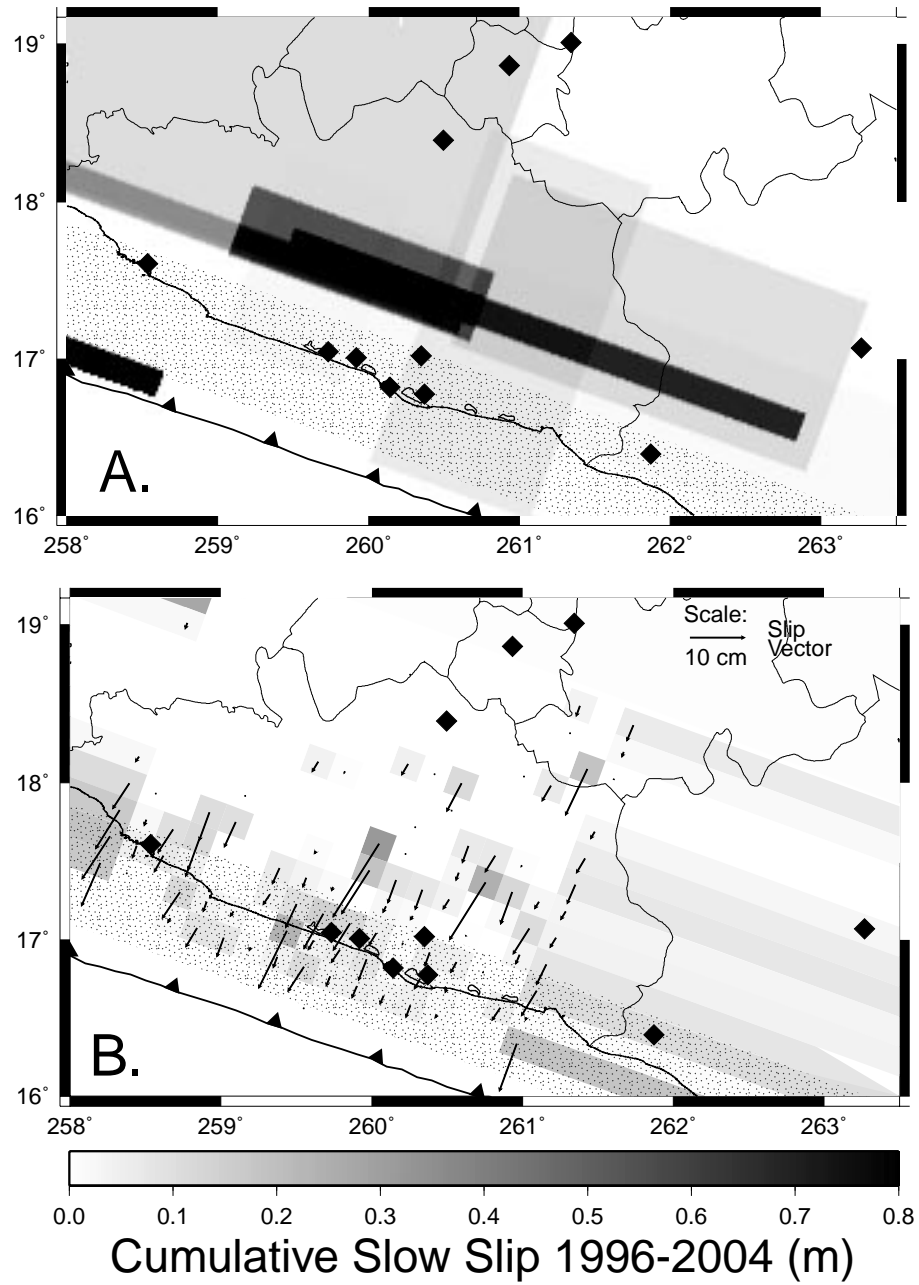 19°
18°
17°
16°
A.
258 259 260 261 262 263
Scale:
10 cm
Slip
Vector
19°
18°
17°
16°
B.
258 259 260 261 262 263
0.0 0.1 0.2 0.3 0.4 0.5 0.6 0.7 0.8
Cumulative Slow Slip 1996-2004 (m)